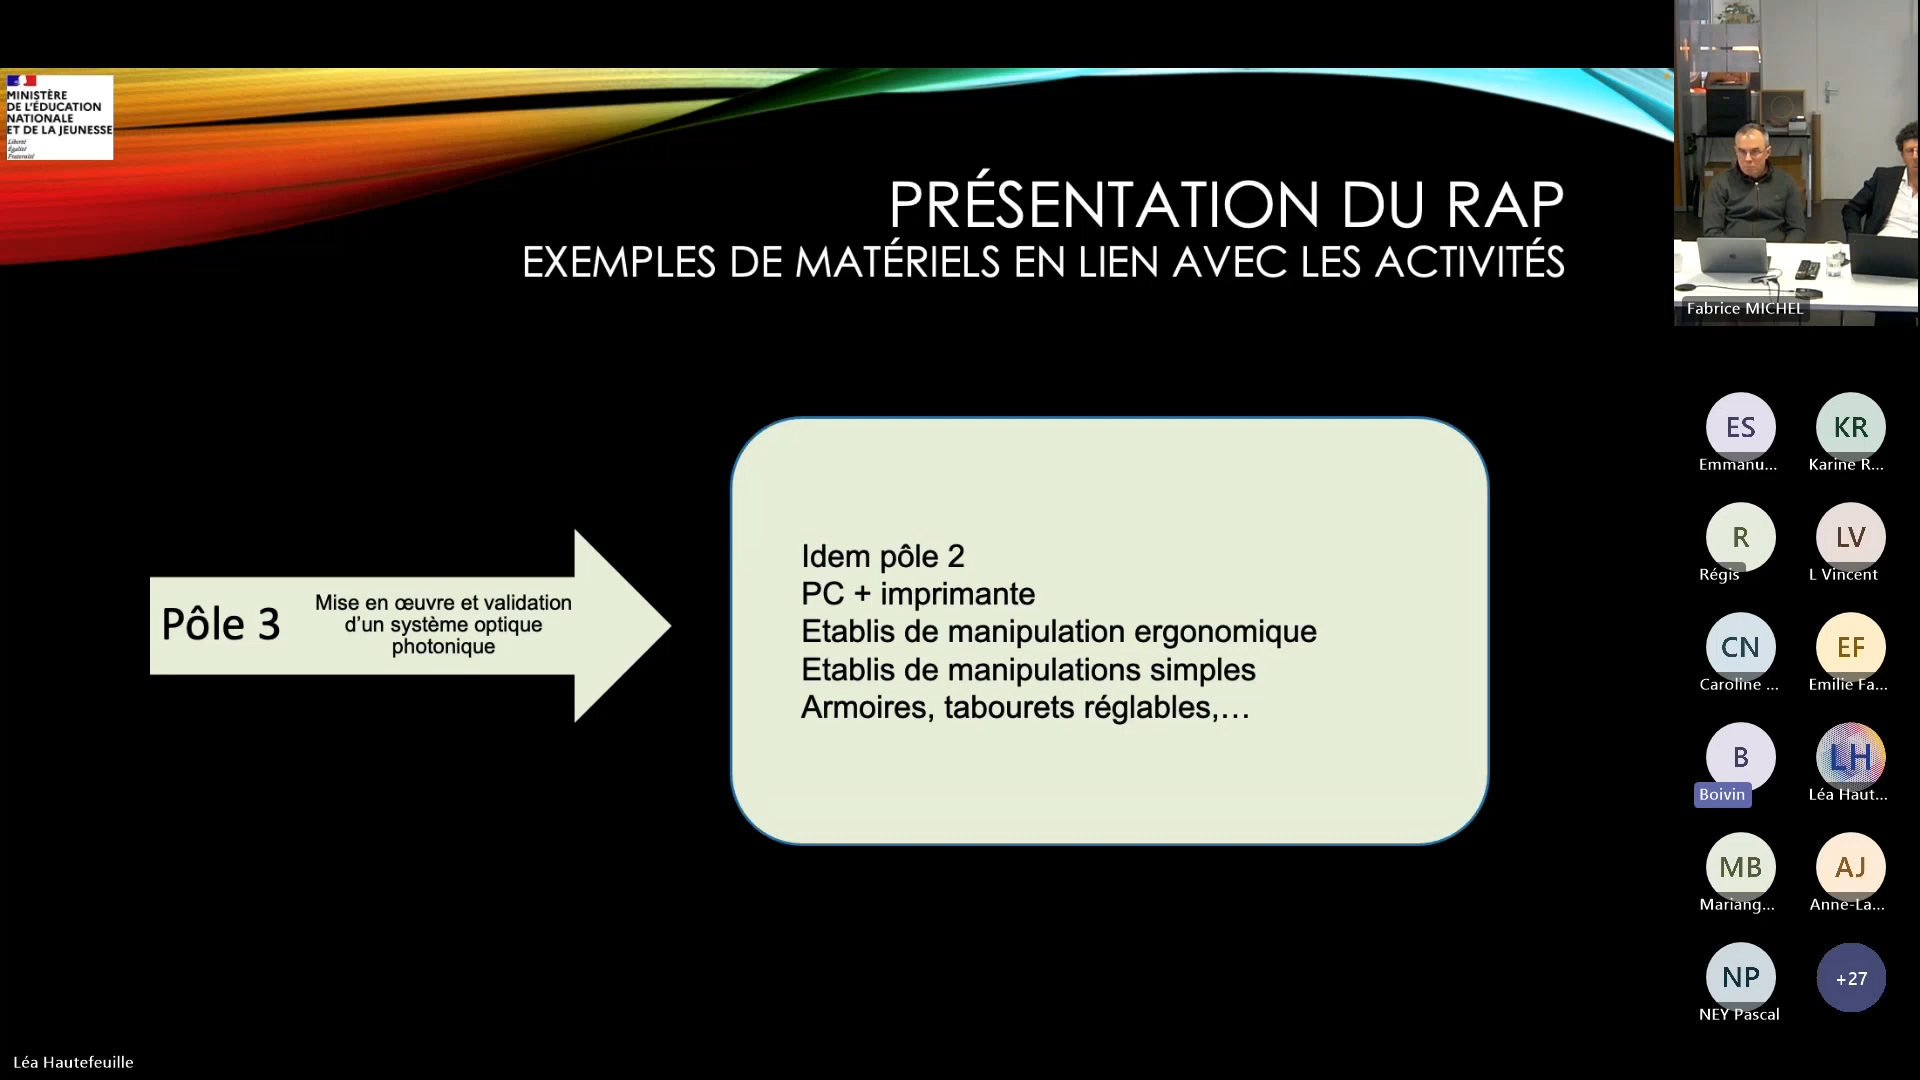 MINISTÈRE
DE L'ÉDUCATION
NATIONALE
ET DE LA JEUNESSE
Liberté
Égalité
Fraternité
PRÉSENTATION DU RAP
EXEMPLES DE MATÉRIELS EN LIEN AVEC LES ACTIVITÉS
Pôle 3
Mise en œuvre et validation
d'un système optique
photonique
Idem pôle 2
PC + imprimante
Etablis de manipulation ergonomique
Etablis de manipulations simples
Armoires, tabourets réglables,…
Fabrice MICHEL
ES
Emmanu...
KR
Karine R...
R
Régis
LV
L Vincent
CN
Caroline ...
EF
Emilie Fa...
B
Boivin
LH
Léa Haut...
MB
Mariang...
AJ
Anne-La...
NP
NEY Pascal
+27
Léa Hautefeuille